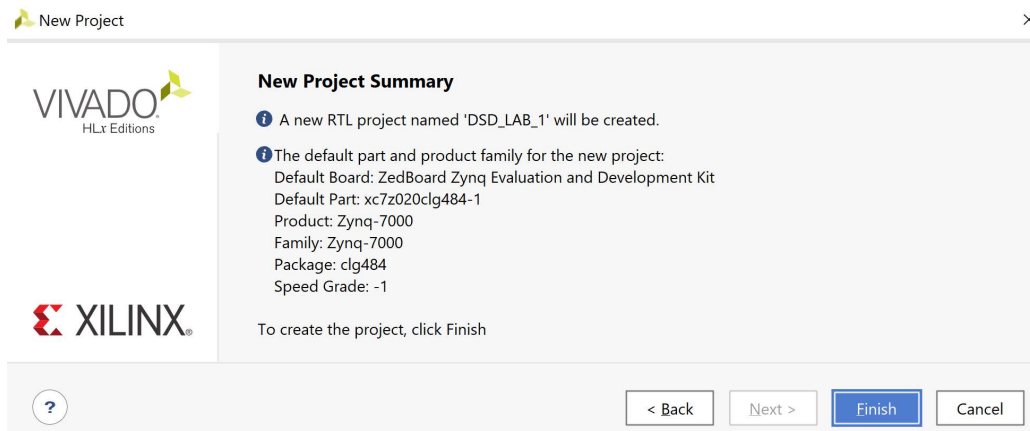 New Project
VIVADO.
HLx Editions
New Project Summary
A new RTL project named 'DSD_LAB_1' will be created.
The default part and product family for the new project:
Default Board: ZedBoard Zynq Evaluation and Development Kit
Default Part: xc7z020clg484-1
Product: Zynq-7000
Family: Zynq-7000
Package: clg484
Speed Grade: -1
XILINX®
To create the project, click Finish
?
< Back
Next >
Finish
Cancel